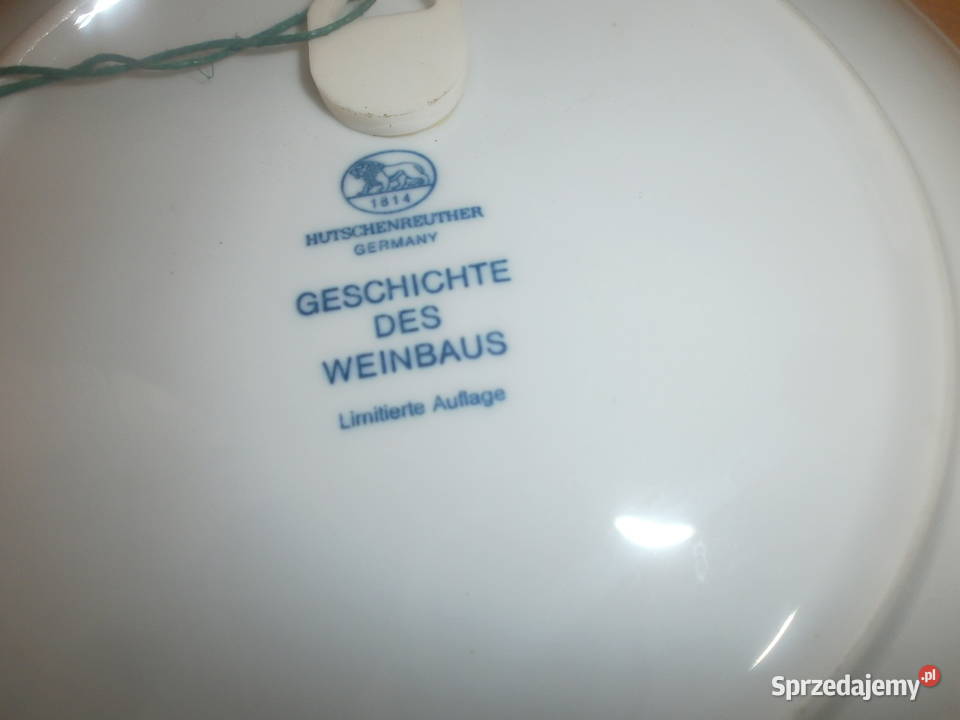 1814
HUTSCHENREUTHER
GERMANY
GESCHICHTE
DES
WEINBAUS
Limitierte Auflage
Sprzedajemy.pl